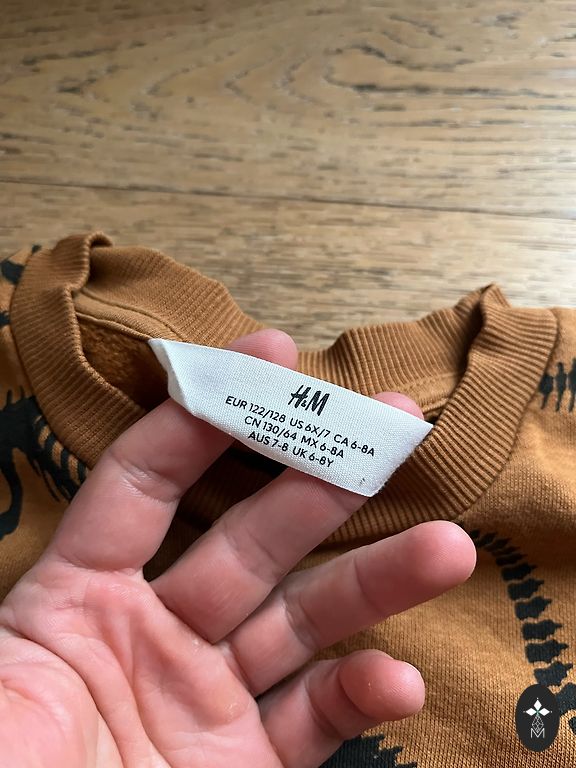 H&M
EUR 122/128 US 6X/7 CA 6-8A
CN 130/64 MX 6-8A
AUS 7-8 UK 6-8Y
M